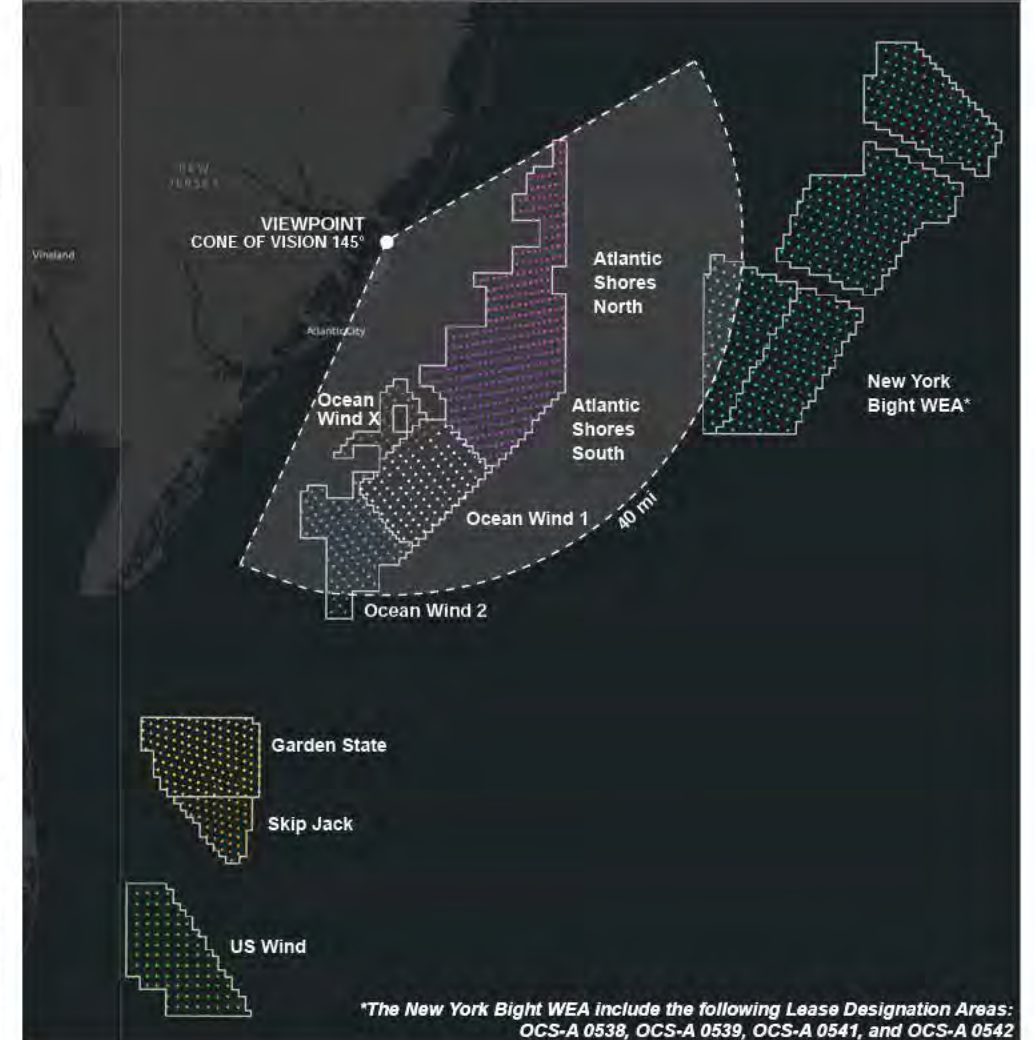 NEW
JERSEY
VIEWPOINT
CONE OF VISION 145°
Vineland
Atlantic City
Atlantic
Shores
North
New York
Bight WEA*
Ocean
Wind X
Atlantic
Shores
South
Ocean Wind 1
40 mi
Ocean Wind 2
Garden State
Skip Jack
US Wind
*The New York Bight WEA include the following Lease Designation Areas:
OCS-A 0538, OCS-A 0539, OCS-A 0541, and OCS-A 0542